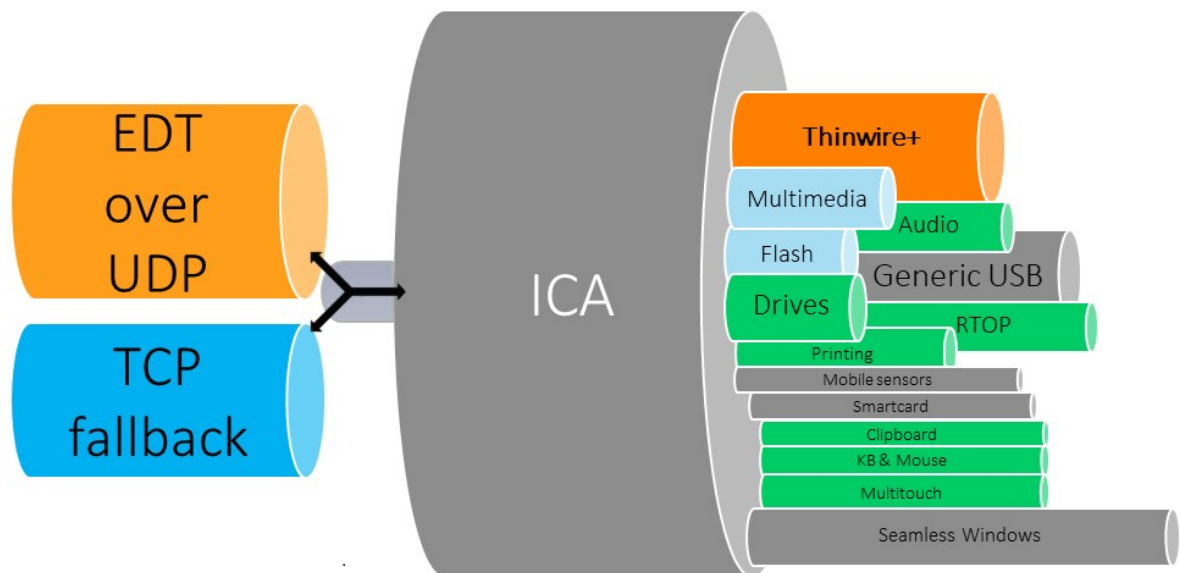 EDT
over
UDP
TCP
fallback
ICA
Thinwire+
Multimedia
Audio
Flash
Generic USB
Drives
RTOP
Printing
Mobile sensors
Smartcard
Clipboard
KB & Mouse
Multitouch
Seamless Windows